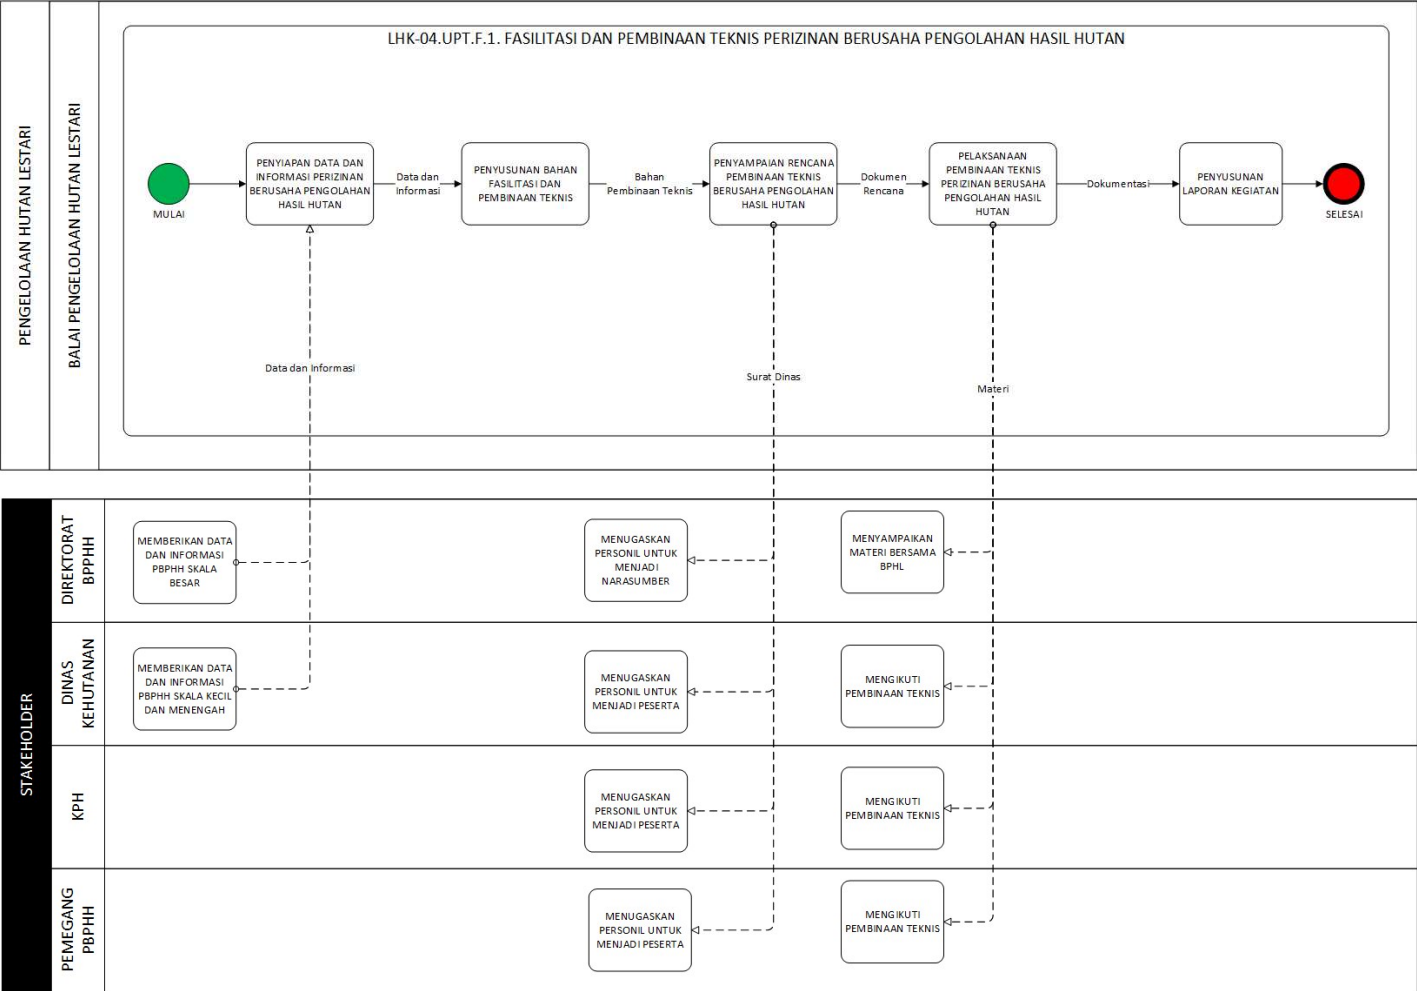 LHK-04.UPT.F.1. FASILITASI DAN PEMBINAAN TEKNIS PERIZINAN BERUSAHA PENGOLAHAN HASIL HUTAN
PENGELOLAAN HUTAN LESTARI
BALAI PENGELOLAAN HUTAN LESTARI
MULAI
PENYIAPAN DATA DAN
INFORMASI PERIZINAN
BERUSAHA PENGOLAHAN
HASIL HUTAN
Data dan
Informasi
PENYUSUNAN BAHAN
FASILITASI DAN
PEMBINAAN TEKNIS
Bahan
Pembinaan Teknis
PENYAMPAIAN RENCANA
PEMBINAAN TEKNIS
BERUSAHA PENGOLAHAN
HASIL HUTAN
Dokumen
Rencana
PELAKSANAAN
PEMBINAAN TEKNIS
PERIZINAN BERUSAHA
PENGOLAHAN HASIL
HUTAN
Dokumentasi
PENYUSUNAN
LAPORAN KEGIATAN
SELESAI
Data dan Informasi
Surat Dinas
Materi
STAKEHOLDER
DIREKTORAT
BPPHH
MEMBERIKAN DATA
DAN INFORMASI
PBPHH SKALA
BESAR
MENUGASKAN
PERSONIL UNTUK
MENJADI
NARASUMBER
MENYAMPAIKAN
MATERI BERSAMA
BPHL
DINAS
KEHUTANAN
MEMBERIKAN DATA
DAN INFORMASI
PBPHH SKALA KECIL
DAN MENENGAH
MENUGASKAN
PERSONIL UNTUK
MENJADI PESERTA
MENGIKUTI
PEMBINAAN TEKNIS
KPH
MENUGASKAN
PERSONIL UNTUK
MENJADI PESERTA
MENGIKUTI
PEMBINAAN TEKNIS
PEMEGANG
PBPHH
MENUGASKAN
PERSONIL UNTUK
MENJADI PESERTA
MENGIKUTI
PEMBINAAN TEKNIS